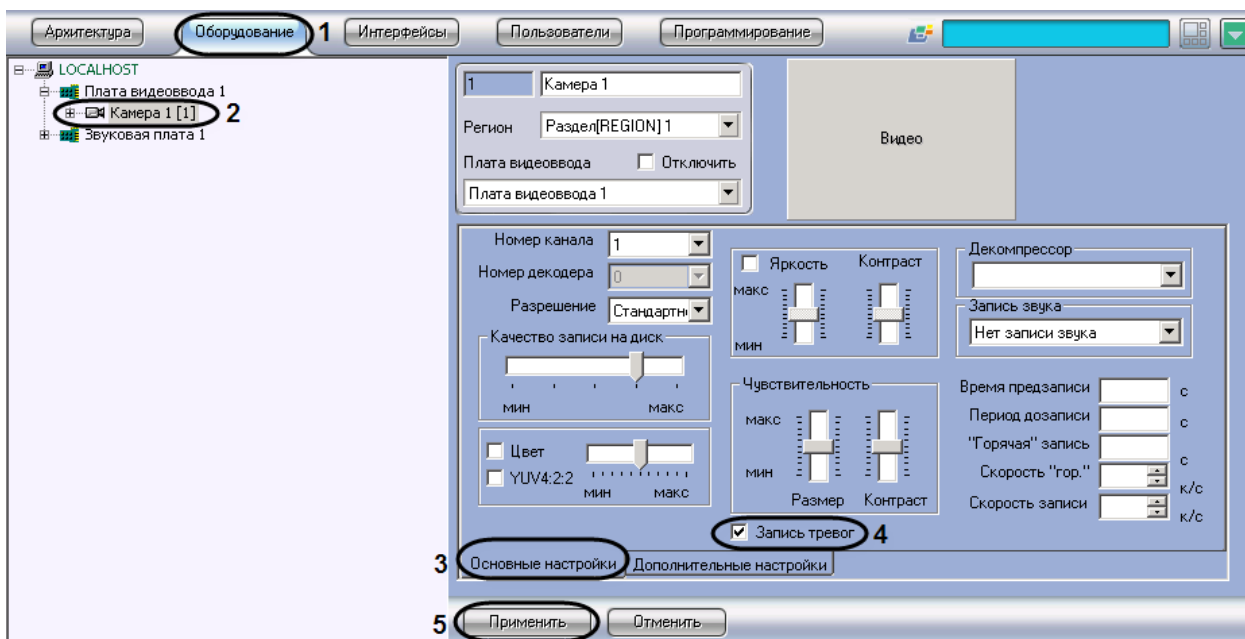 Архитектура
Оборудование
1
Интерфейсы
Пользователи
Программирование
LOCALHOST
Плата видеоввода 1
Камера 1 [1]
2
Звуковая плата 1
1
Камера 1
Регион
Раздел[REGION] 1
Плата видеоввода
Отключить
Плата видеоввода 1
Видео
Номер канала
1
Номер декодера
0
Разрешение
Стандартн
Качество записи на диск
мин макс
Цвет
YUV4:2:2
мин макс
Яркость Контраст
макс
мин
Чувствительность
макс
мин
Размер Контраст
Запись тревог
4
Декомпрессор
Запись звука
Нет записи звука
Время предзаписи с
Период дозаписи с
"Горячая" запись с
Скорость "гор." к/с
Скорость записи к/с
3
Основные настройки
Дополнительные настройки
5
Применить
Отменить